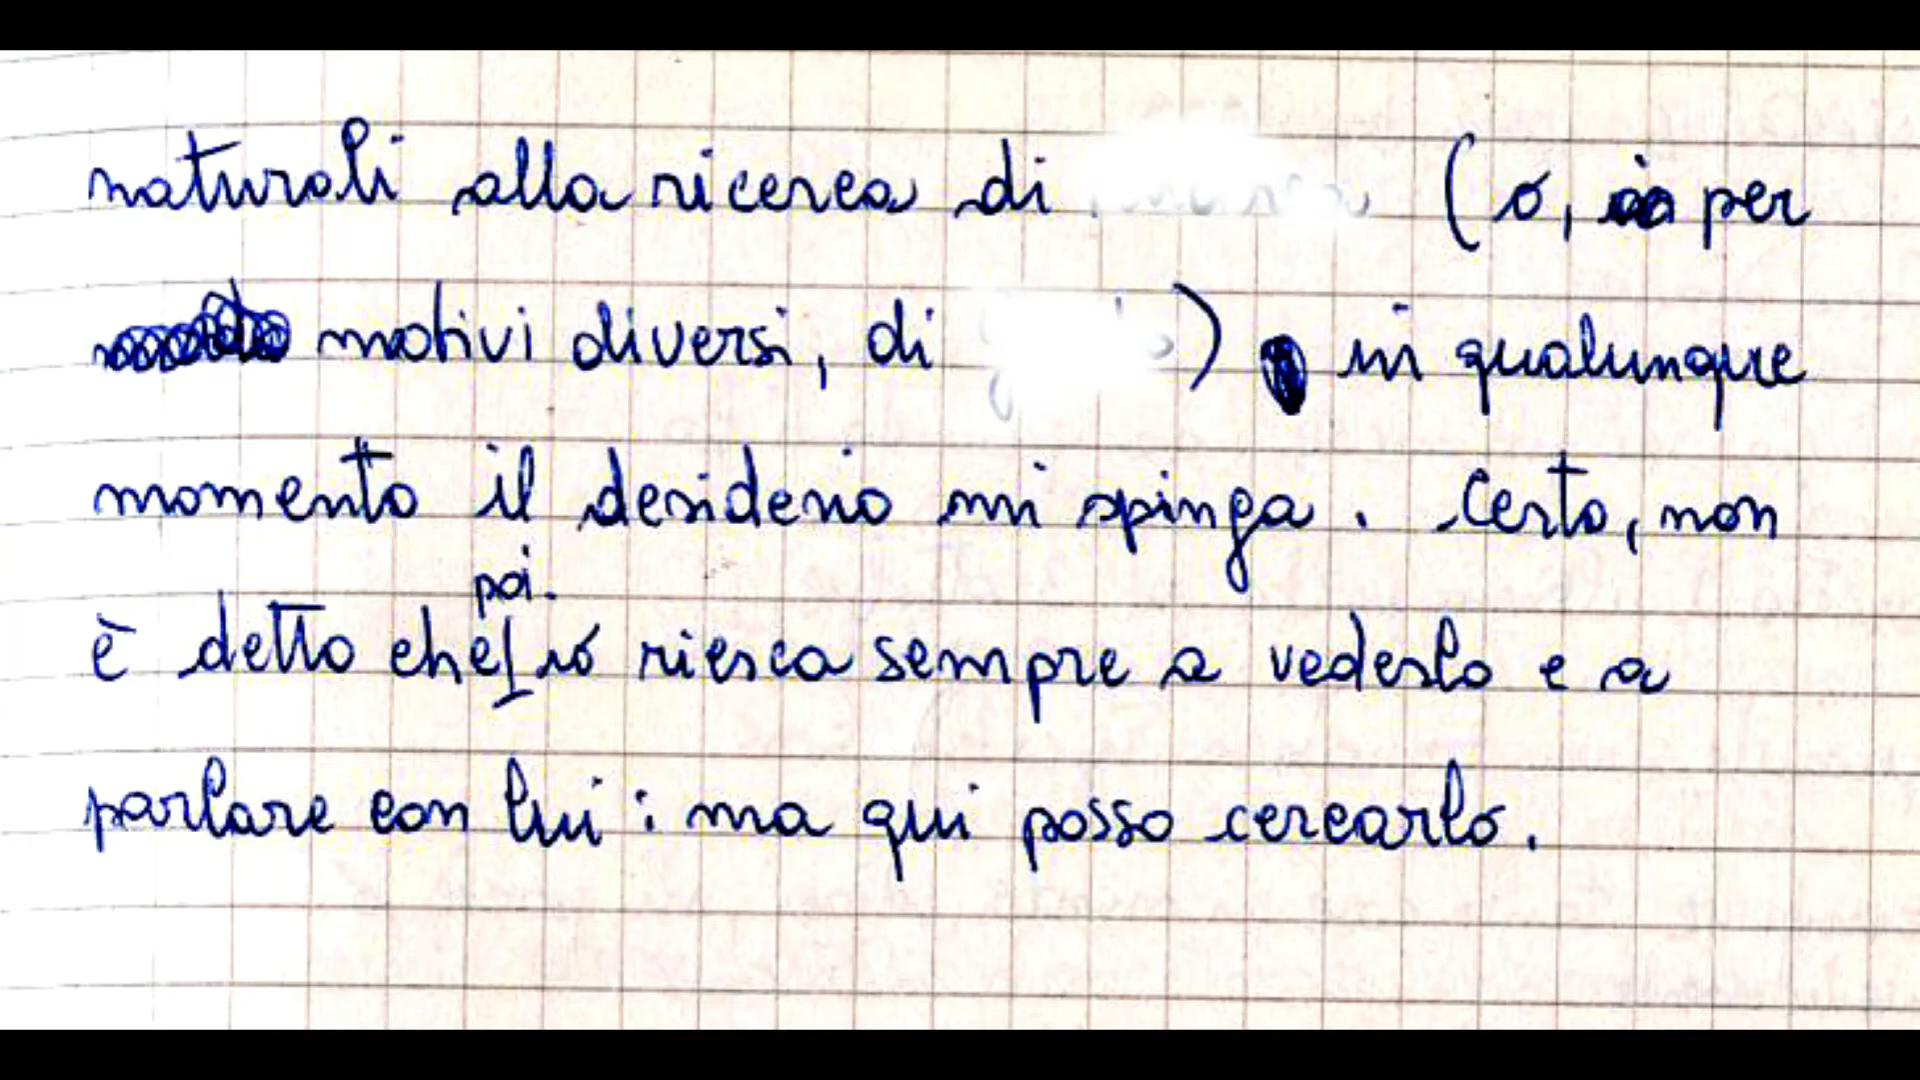 naturali alla ricerca di (o, per
motivi diversi, di ) in qualunque
momento il desiderio mi spinga. Certo, non
poi.
è detto che io riesca sempre a vederlo e a
parlare con lui: ma qui posso cercarlo.